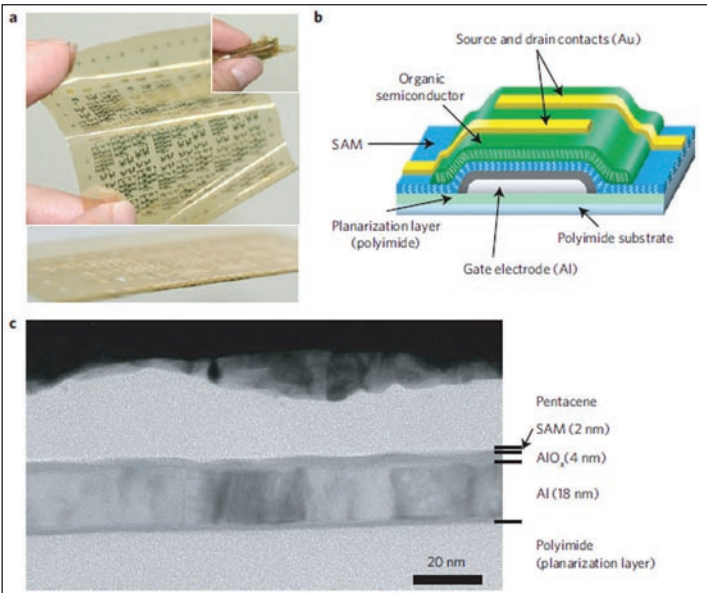 a
b
Source and drain contacts (Au)
Organic
semiconductor
SAM
Planarization layer
(polyimide)
Polyimide substrate
Gate electrode (Al)
c
Pentacene
SAM (2 nm)
AlOₓ(4 nm)
Al (18 nm)
Polyimide
(planarization layer)
20 nm